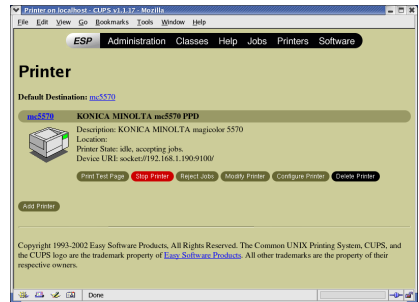 Printer on localhost - CUPS v1.1.17 - Mozilla
File Edit View Go Bookmarks Tools Window Help
ESP Administration Classes Help Jobs Printers Software
Printer
Default Destination: mc5570
mc5570 KONICA MINOLTA mc5570 PPD
Description: KONICA MINOLTA magicolor 5570
Location:
Printer State: idle, accepting jobs.
Device URI: socket://192.168.1.190:9100/
Print Test Page Stop Printer Reject Jobs Modify Printer Configure Printer Delete Printer
Add Printer
Copyright 1993-2002 Easy Software Products, All Rights Reserved. The Common UNIX Printing System, CUPS, and
the CUPS logo are the trademark property of Easy Software Products. All other trademarks are the property of their
respective owners.
Done